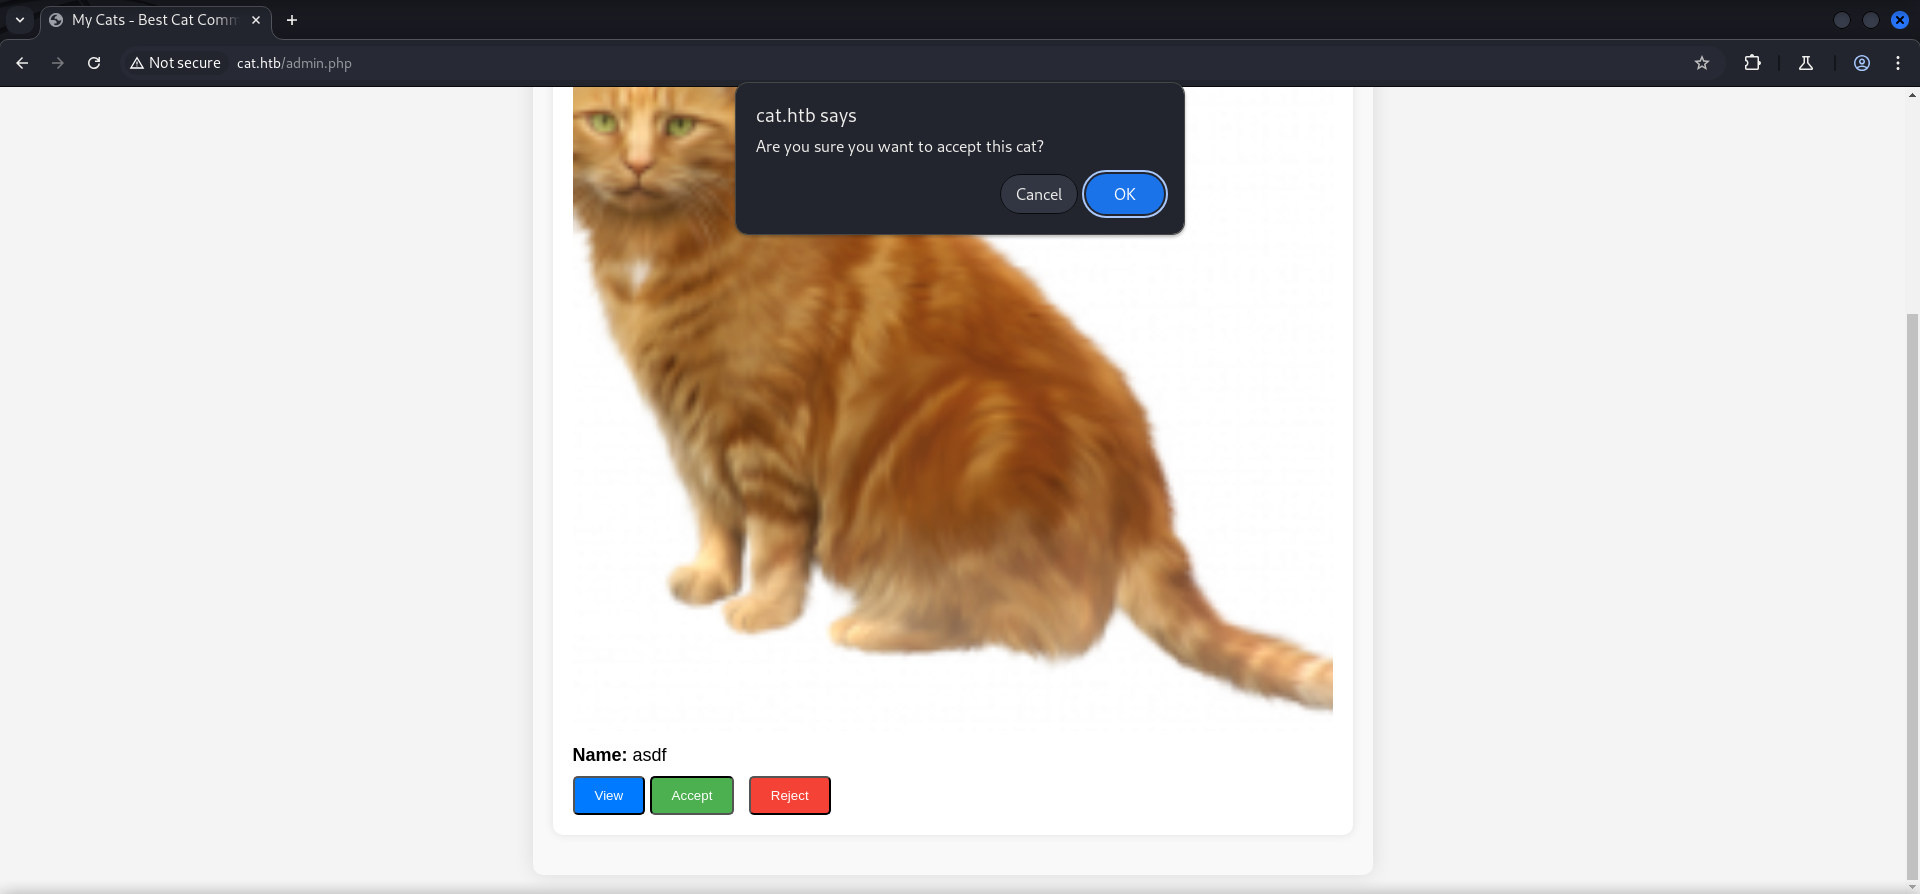 My Cats - Best Cat Comm
Not secure
cat.htb/admin.php
cat.htb says
Are you sure you want to accept this cat?
Cancel
OK
Name: asdf
View
Accept
Reject